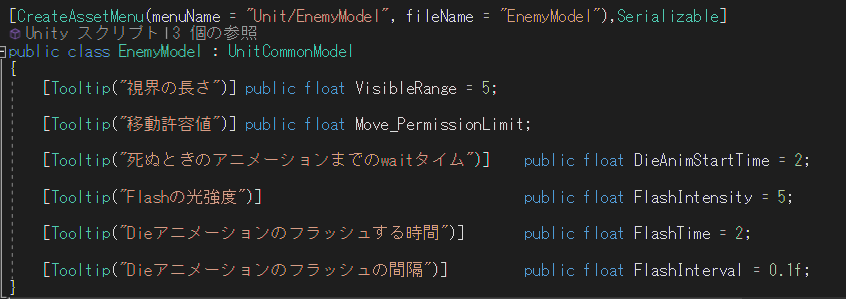 [CreateAssetMenu(menuName = "Unit/EnemyModel", fileName = "EnemyModel"),Serializable]
Unity スクリプト|3 個の参照
public class EnemyModel : UnitCommonModel
{
[Tooltip("視界の長さ")] public float VisibleRange = 5;
[Tooltip("移動許容値")] public float Move_PermissionLimit;
[Tooltip("死ぬときのアニメーションまでのwaitタイム")] public float DieAnimStartTime = 2;
[Tooltip("Flashの光強度")] public float FlashIntensity = 5;
[Tooltip("Dieアニメーションのフラッシュする時間")] public float FlashTime = 2;
[Tooltip("Dieアニメーションのフラッシュの間隔")] public float FlashInterval = 0.1f;
}